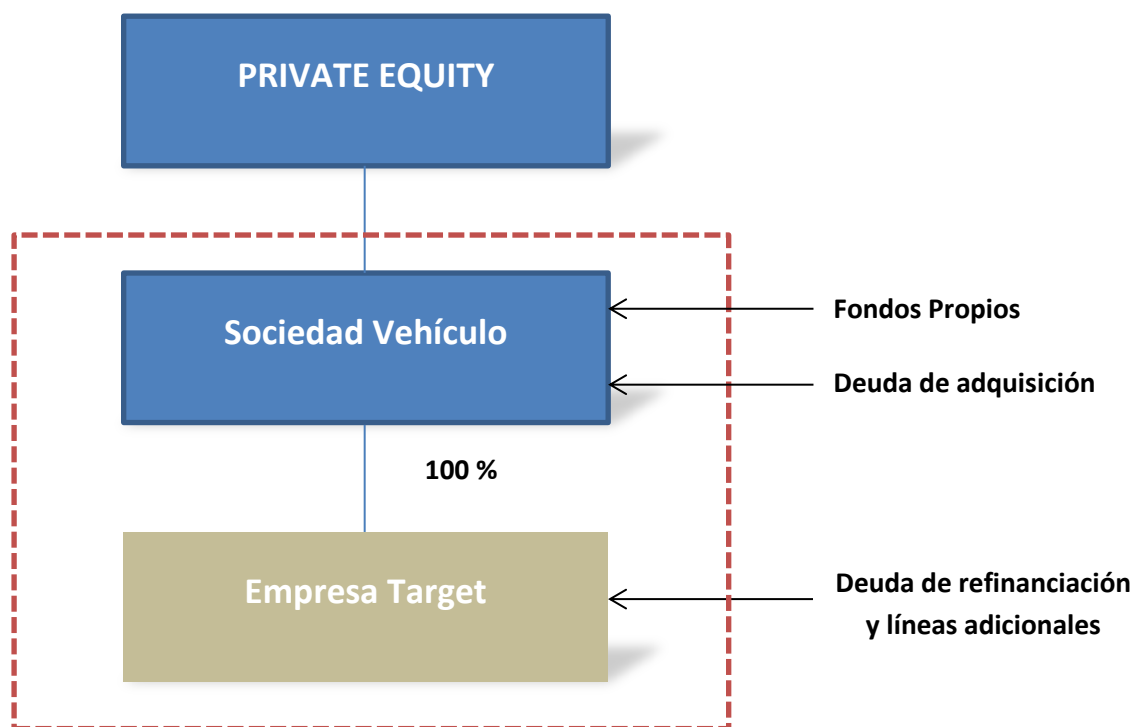 PRIVATE EQUITY
Sociedad Vehículo
Fondos Propios
Deuda de adquisición
100 %
Empresa Target
Deuda de refinanciación
y líneas adicionales